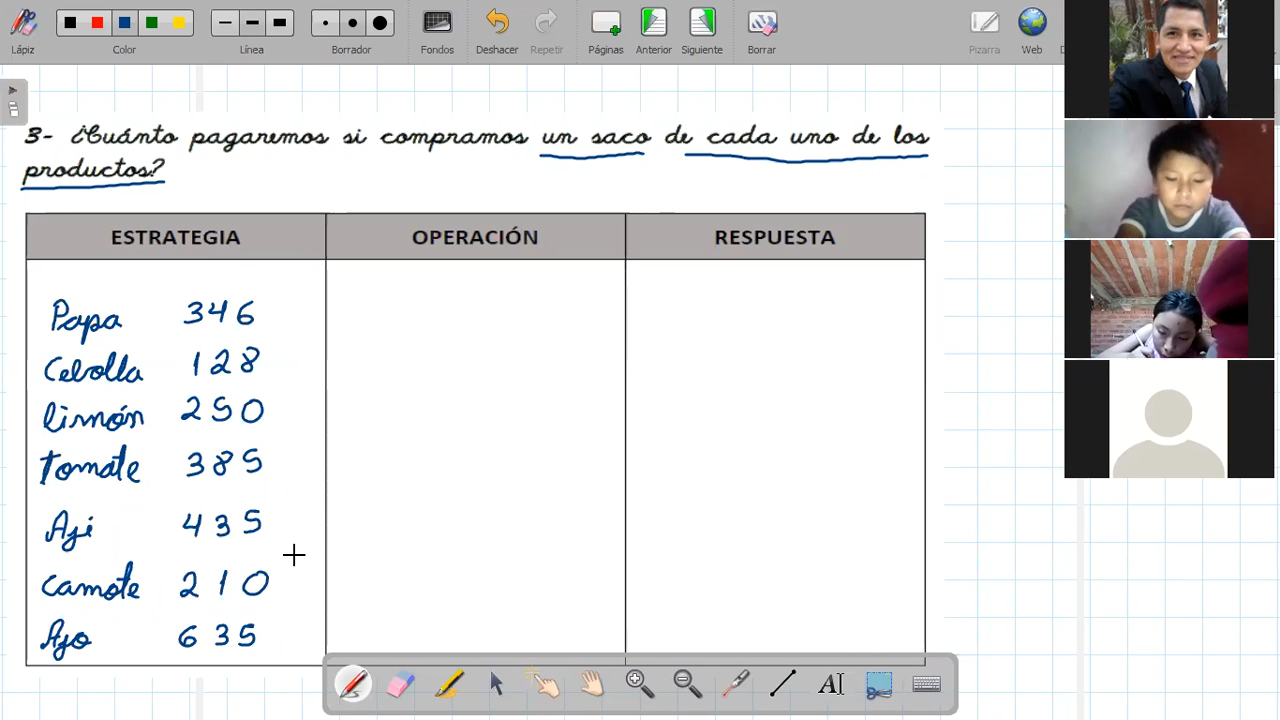 Lápiz Color Línea Borrador Fondos Deshacer Repetir Páginas Anterior Siguiente Borrar Pizarra Web
3- ¿Cuánto pagaremos si compramos un saco de cada uno de los
productos?
ESTRATEGIA OPERACIÓN RESPUESTA
Papa 346
Cebolla 128
limón 250
tomate 385
Aji 435
camote 210
Ajo 635